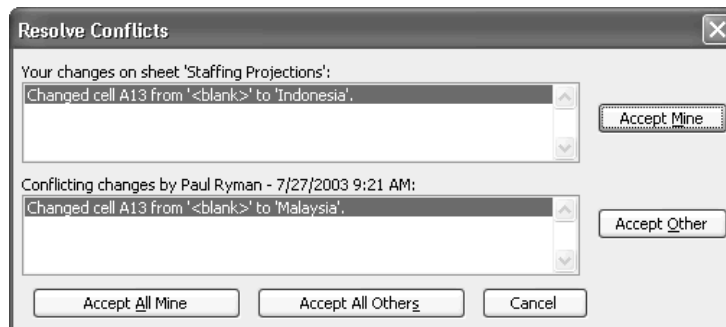 Resolve Conflicts
Your changes on sheet 'Staffing Projections':
Changed cell A13 from '<blank>' to 'Indonesia'.
Accept Mine
Conflicting changes by Paul Ryman - 7/27/2003 9:21 AM:
Changed cell A13 from '<blank>' to 'Malaysia'.
Accept Other
Accept All Mine Accept All Others Cancel